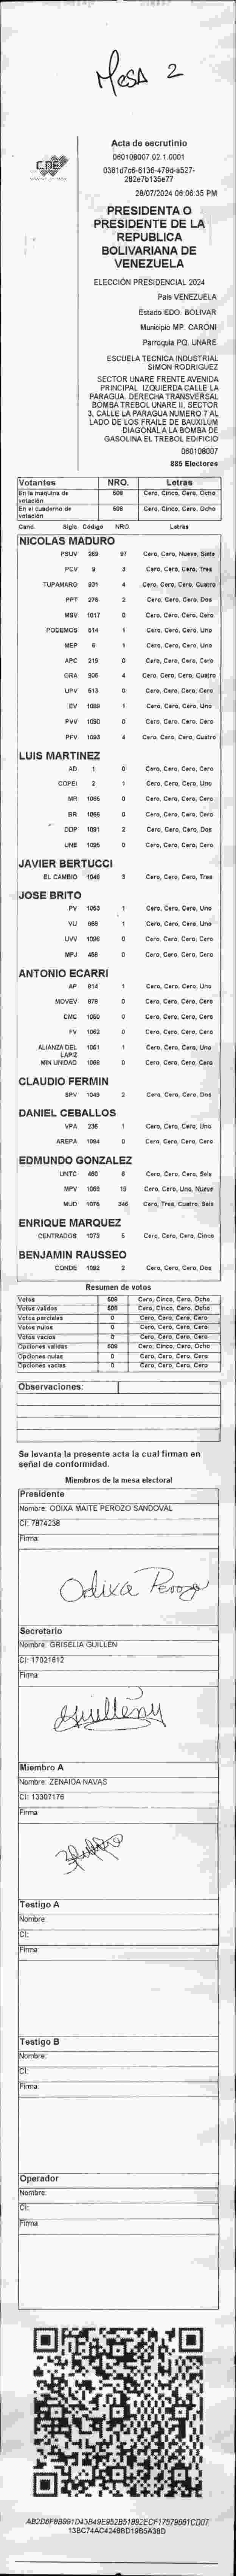 MESA 2
CNE
Acta de escrutinio
060108007.02.1.0001
0381d7c6-6136-479d-a527-
282e7b135e77
28/07/2024 06:06:35 PM
PRESIDENTA O
PRESIDENTE DE LA
REPUBLICA
BOLIVARIANA DE
VENEZUELA
ELECCIÓN PRESIDENCIAL 2024
País VENEZUELA
Estado EDO. BOLIVAR
Municipio MP. CARONI
Parroquia PQ. UNARE
ESCUELA TECNICA INDUSTRIAL
SIMON RODRIGUEZ
SECTOR UNARE FRENTE AVENIDA
PRINCIPAL. IZQUIERDA CALLE LA
PARAGUA. DERECHA TRANSVERSAL
BOMBA TREBOL UNARE II, SECTOR
3, CALLE LA PARAGUA NUMERO 7 AL
LADO DE LOS FRAILE DE BAUXILUM
DIAGONAL A LA BOMBA DE
GASOLINA EL TREBOL EDIFICIO
060108007
885 Electores
Votantes NRO. Letras
En la máquina de votación 508 Cero, Cinco, Cero, Ocho
En el cuaderno de votación 508 Cero, Cinco, Cero, Ocho
Cand. Sigla Código NRO. Letras
NICOLAS MADURO
PSUV 269 97 Cero, Cero, Nueve, Siete
PCV 9 3 Cero, Cero, Cero, Tres
TUPAMARO 931 4 Cero, Cero, Cero, Cuatro
PPT 276 2 Cero, Cero, Cero, Dos
MSV 1017 0 Cero, Cero, Cero, Cero
PODEMOS 514 1 Cero, Cero, Cero, Uno
MEP 6 1 Cero, Cero, Cero, Uno
APC 219 0 Cero, Cero, Cero, Cero
ORA 906 4 Cero, Cero, Cero, Cuatro
UPV 613 0 Cero, Cero, Cero, Cero
EV 1089 1 Cero, Cero, Cero, Uno
PVV 1090 0 Cero, Cero, Cero, Cero
PFV 1093 4 Cero, Cero, Cero, Cuatro
LUIS MARTINEZ
AD 1 0 Cero, Cero, Cero, Cero
COPEI 2 1 Cero, Cero, Cero, Uno
MR 1065 0 Cero, Cero, Cero, Cero
BR 1066 0 Cero, Cero, Cero, Cero
DDP 1091 2 Cero, Cero, Cero, Dos
UNE 1095 0 Cero, Cero, Cero, Cero
JAVIER BERTUCCI
EL CAMBIO 1048 3 Cero, Cero, Cero, Tres
JOSE BRITO
PV 1053 1 Cero, Cero, Cero, Uno
VU 868 1 Cero, Cero, Cero, Uno
UVV 1096 0 Cero, Cero, Cero, Cero
MPJ 458 0 Cero, Cero, Cero, Cero
ANTONIO ECARRI
AP 814 1 Cero, Cero, Cero, Uno
MOVEV 878 0 Cero, Cero, Cero, Cero
CMC 1050 0 Cero, Cero, Cero, Cero
FV 1062 0 Cero, Cero, Cero, Cero
ALIANZA DEL LAPIZ 1051 1 Cero, Cero, Cero, Uno
MIN UNIDAD 1068 0 Cero, Cero, Cero, Cero
CLAUDIO FERMIN
SPV 1049 2 Cero, Cero, Cero, Dos
DANIEL CEBALLOS
VPA 236 1 Cero, Cero, Cero, Uno
AREPA 1094 0 Cero, Cero, Cero, Cero
EDMUNDO GONZALEZ
UNTC 460 6 Cero, Cero, Cero, Seis
MPV 1065 19 Cero, Cero, Uno, Nueve
MUD 1076 346 Cero, Tres, Cuatro, Seis
ENRIQUE MARQUEZ
CENTRADOS 1073 5 Cero, Cero, Cero, Cinco
BENJAMIN RAUSSEO
CONDE 1092 2 Cero, Cero, Cero, Dos
Resumen de votos
Votos 508 Cero, Cinco, Cero, Ocho
Votos validos 508 Cero, Cinco, Cero, Ocho
Votos parciales 0 Cero, Cero, Cero, Cero
Votos nulos 0 Cero, Cero, Cero, Cero
Votos vacios 0 Cero, Cero, Cero, Cero
Opciones validas 508 Cero, Cinco, Cero, Ocho
Opciones nulas 0 Cero, Cero, Cero, Cero
Opciones vacias 0 Cero, Cero, Cero, Cero
Observaciones:
Se levanta la presente acta la cual firman en
señal de conformidad.
Miembros de la mesa electoral
Presidente
Nombre: ODIXA MAITE PEROZO SANDOVAL
CI: 7874238
Firma:
Odixa Perozo
Secretario
Nombre: GRISELIA GUILLEN
CI: 17021612
Firma:
Miembro A
Nombre: ZENAIDA NAVAS
CI: 13307176
Firma:
Testigo A
Nombre:
CI:
Firma:
Testigo B
Nombre:
CI:
Firma:
Operador
Nombre:
CI:
Firma:
AB2D6F8B991D43B49E952B51892ECF17579661CD07
13BC74AC4248BD19B5A38D